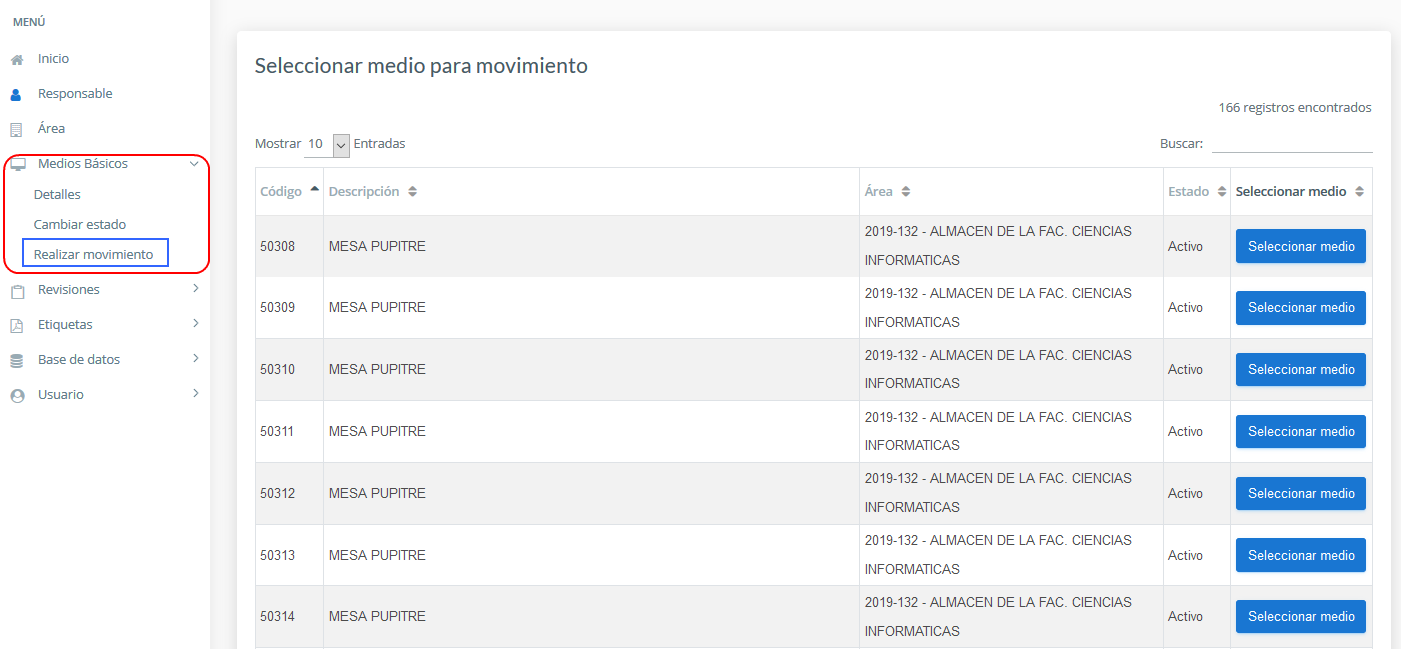 MENÚ
Inicio
Responsable
Área
Medios Básicos
Detalles
Cambiar estado
Realizar movimiento
Revisiones
Etiquetas
Base de datos
Usuario
Seleccionar medio para movimiento
166 registros encontrados
Mostrar 10 Entradas
Buscar:
Código Descripción Área Estado Seleccionar medio
50308 MESA PUPITRE 2019-132 - ALMACEN DE LA FAC. CIENCIAS
INFORMATICAS Activo Seleccionar medio
50309 MESA PUPITRE 2019-132 - ALMACEN DE LA FAC. CIENCIAS
INFORMATICAS Activo Seleccionar medio
50310 MESA PUPITRE 2019-132 - ALMACEN DE LA FAC. CIENCIAS
INFORMATICAS Activo Seleccionar medio
50311 MESA PUPITRE 2019-132 - ALMACEN DE LA FAC. CIENCIAS
INFORMATICAS Activo Seleccionar medio
50312 MESA PUPITRE 2019-132 - ALMACEN DE LA FAC. CIENCIAS
INFORMATICAS Activo Seleccionar medio
50313 MESA PUPITRE 2019-132 - ALMACEN DE LA FAC. CIENCIAS
INFORMATICAS Activo Seleccionar medio
50314 MESA PUPITRE 2019-132 - ALMACEN DE LA FAC. CIENCIAS
INFORMATICAS Activo Seleccionar medio